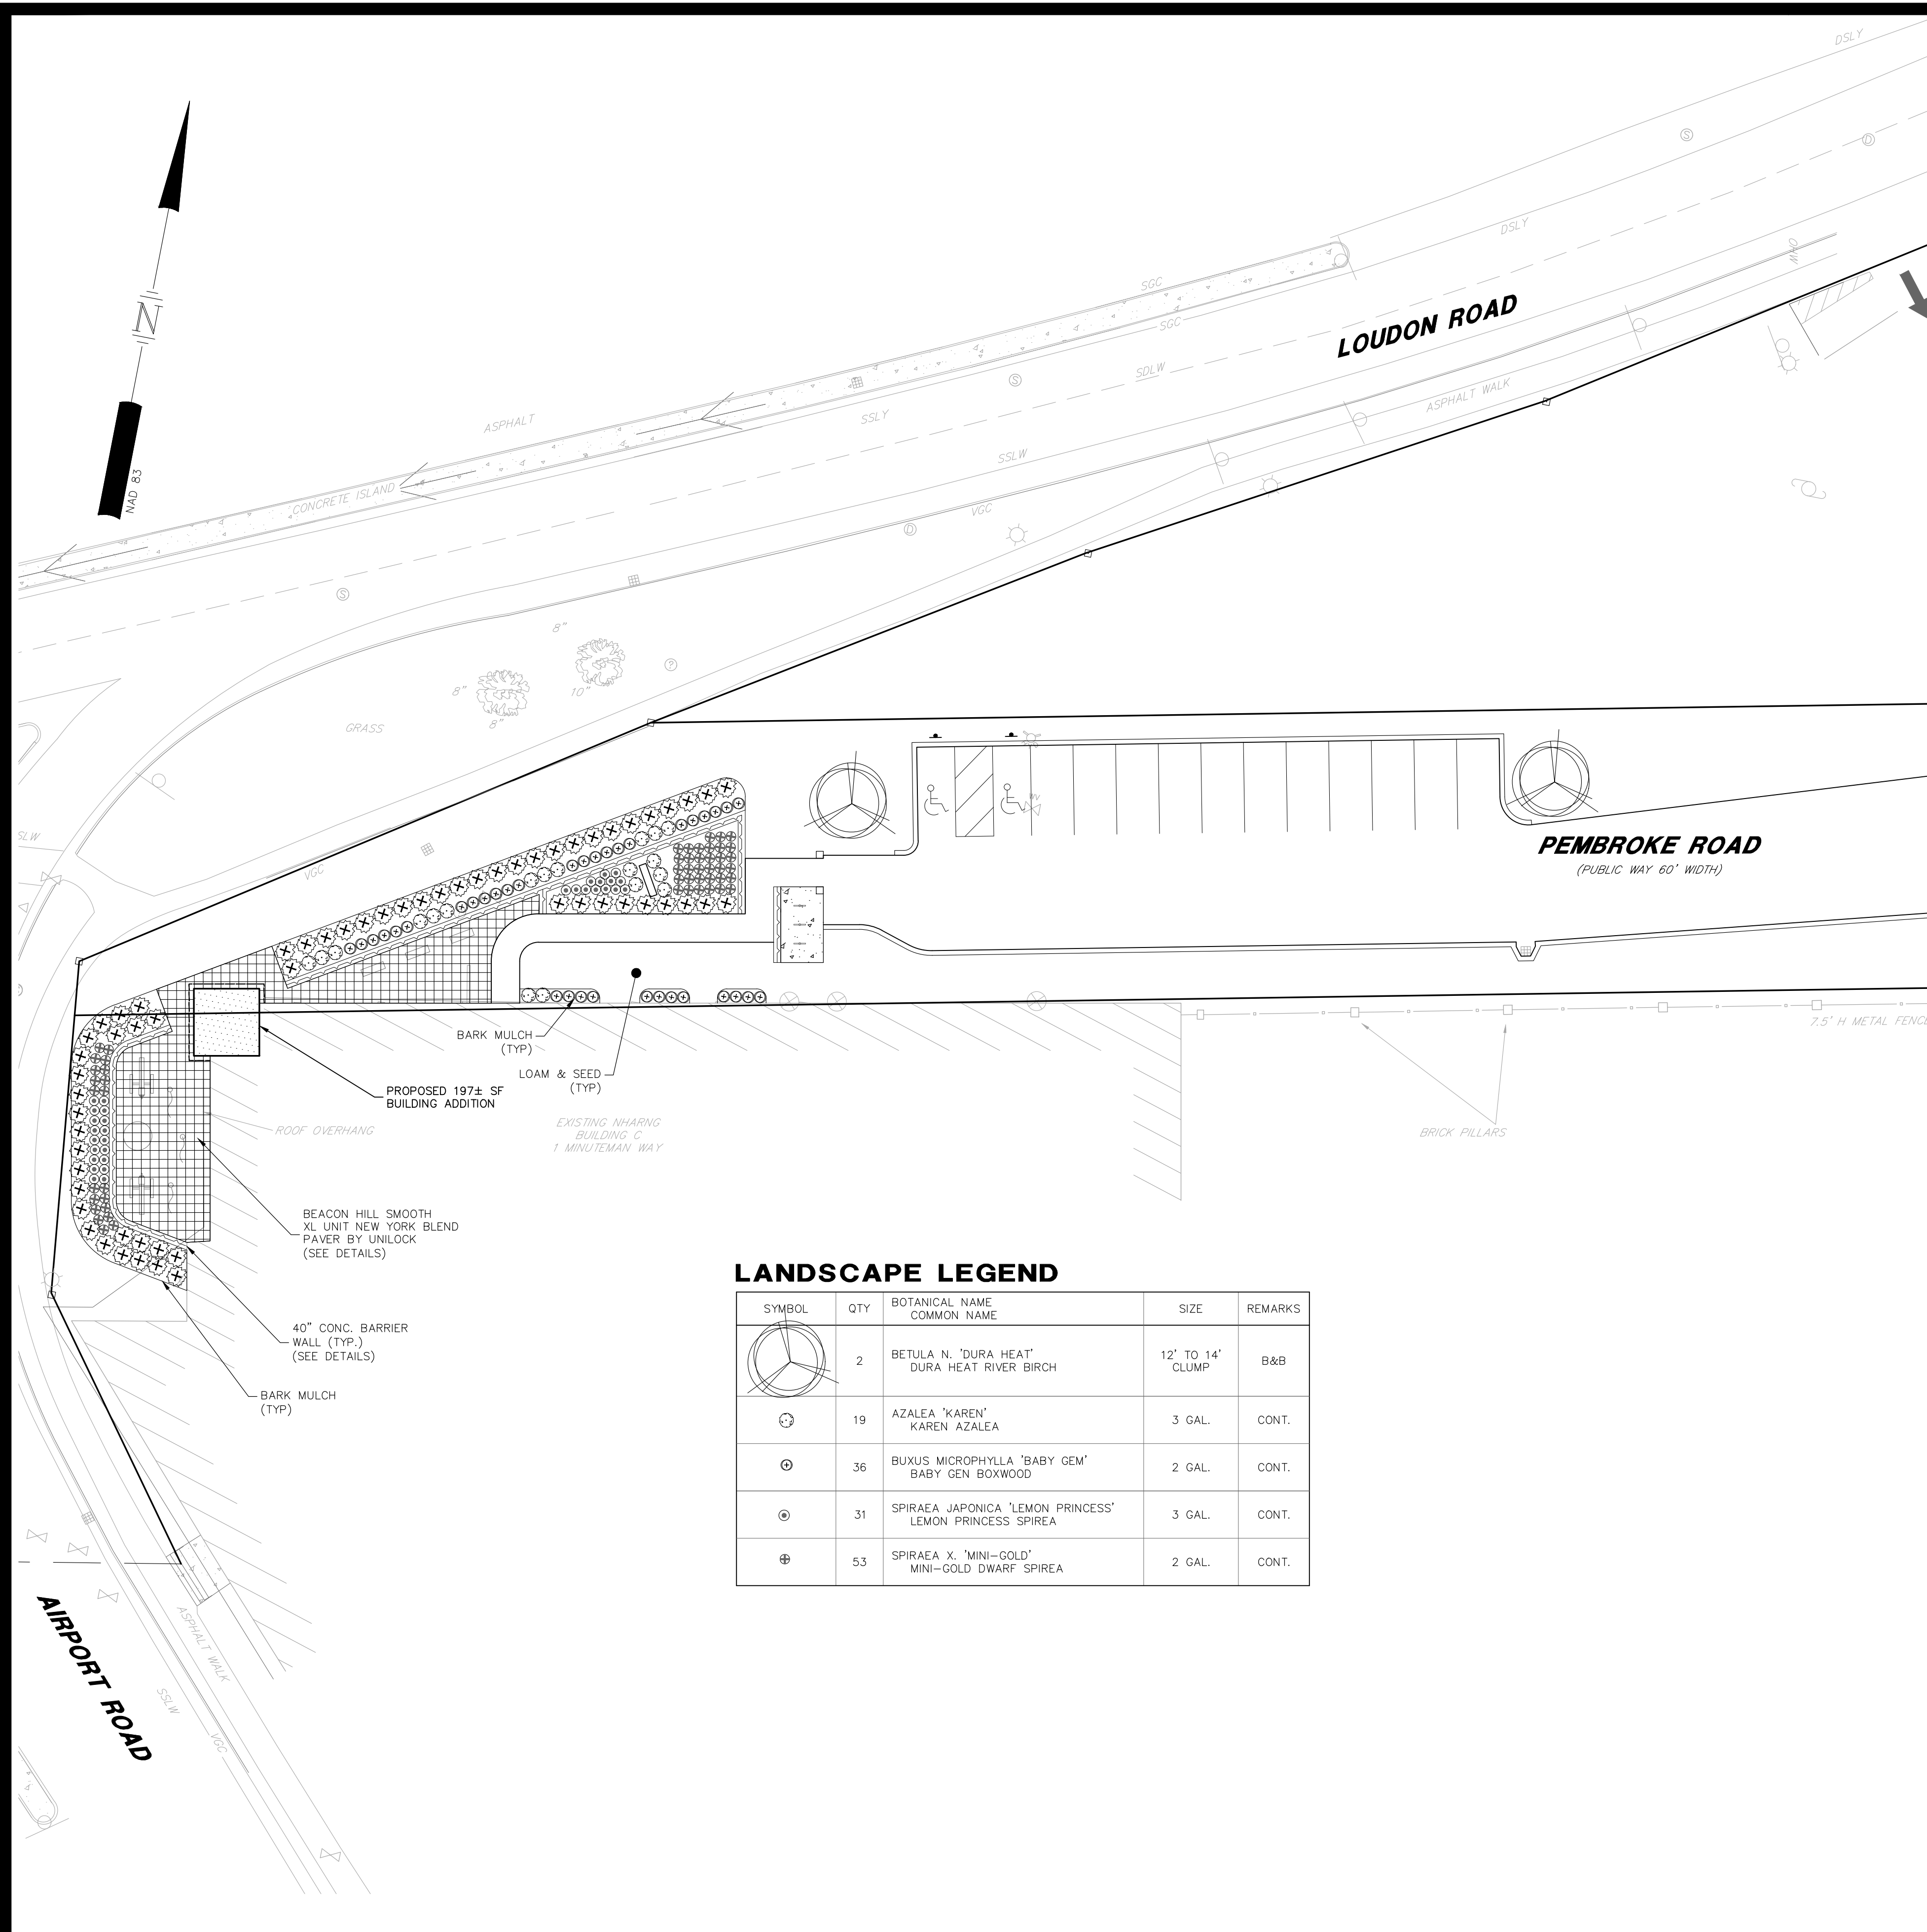 DSLY
S
D
DSLY
OHW
SGC
SGC
LOUDON ROAD
N
NAD 83
ASPHALT
SDLW
S
SSLY
ASPHALT WALK
CONCRETE ISLAND
SSLW
VGC
D
S
8"
8"
10"
8"
?
GRASS
SLW
VGC
WV
PEMBROKE ROAD
(PUBLIC WAY 60' WIDTH)
BARK MULCH
(TYP)
LOAM & SEED
(TYP)
7.5' H METAL FENC
PROPOSED 197± SF
BUILDING ADDITION
EXISTING NHARNG
BUILDING C
1 MINUTEMAN WAY
ROOF OVERHANG
BRICK PILLARS
BEACON HILL SMOOTH
XL UNIT NEW YORK BLEND
PAVER BY UNILOCK
(SEE DETAILS)
40" CONC. BARRIER
WALL (TYP.)
(SEE DETAILS)
BARK MULCH
(TYP)
LANDSCAPE LEGEND
SYMBOL QTY BOTANICAL NAME SIZE REMARKS
COMMON NAME
2 BETULA N. 'DURA HEAT' 12' TO 14' B&B
DURA HEAT RIVER BIRCH CLUMP
19 AZALEA 'KAREN' 3 GAL. CONT.
KAREN AZALEA
36 BUXUS MICROPHYLLA 'BABY GEM' 2 GAL. CONT.
BABY GEN BOXWOOD
31 SPIRAEA JAPONICA 'LEMON PRINCESS' 3 GAL. CONT.
LEMON PRINCESS SPIREA
53 SPIRAEA X. 'MINI-GOLD' 2 GAL. CONT.
MINI-GOLD DWARF SPIREA
AIRPORT ROAD
ASPHALT WALK
SSLW
VGC